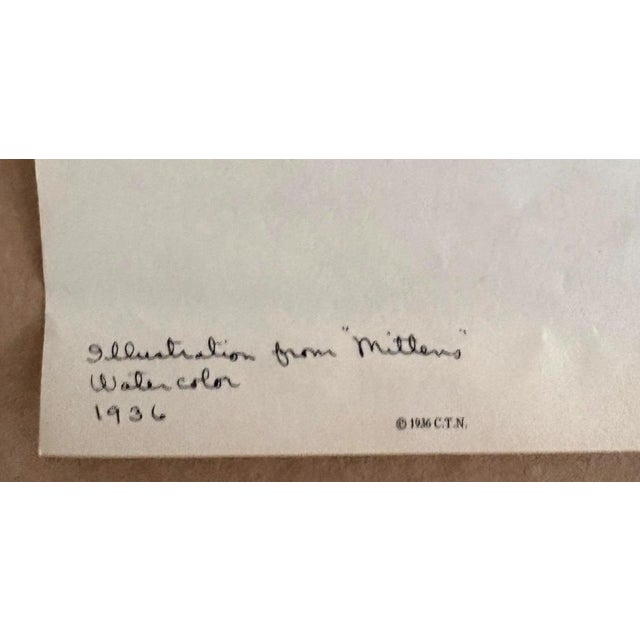 Illustration from "Mittens"
Watercolor
1936
© 1936 C.T.N.